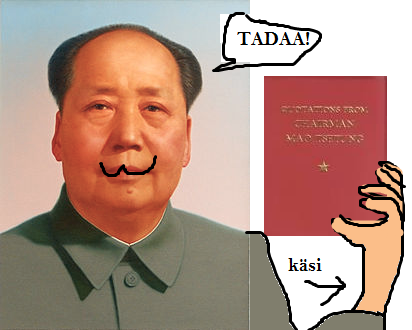 TADAA!
QUOTATIONS FROM
CHAIRMAN
MAO TSETUNG
käsi